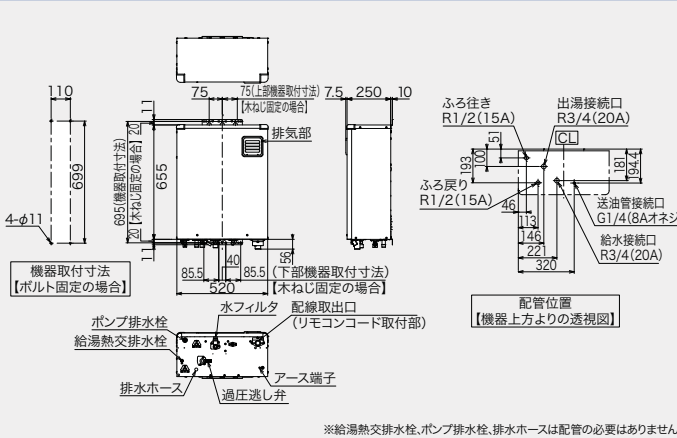 110
75
75(上部機器取付寸法)
【木ねじ固定の場合】
7.5
250
10
11
20
排気部
699
695(機器取付寸法)
【木ねじ固定の場合】
655
4-φ11
20
11
機器取付寸法
【ボルト固定の場合】
56
40
85.5
85.5
(下部機器取付寸法)
【木ねじ固定の場合】
520
ふろ往き
R1/2(15A)
出湯接続口
R3/4(20A)
CL
51
100
193
181
194.4
ふろ戻り
R1/2(15A)
46
113
146
221
320
送油管接続口
G1/4(8Aオネジ
給水接続口
R3/4(20A)
配管位置
【機器上方よりの透視図】
水フィルタ
配線取出口
(リモコンコード取付部)
ポンプ排水栓
給湯熱交排水栓
排水ホース
過圧逃し弁
アース端子
※給湯熱交排水栓、ポンプ排水栓、排水ホースは配管の必要はありません